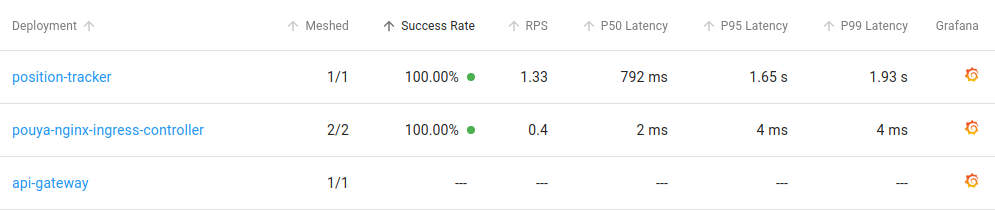 Deployment Meshed Success Rate RPS P50 Latency P95 Latency P99 Latency Grafana
position-tracker 1/1 100.00% 1.33 792 ms 1.65 s 1.93 s
pouya-nginx-ingress-controller 2/2 100.00% 0.4 2 ms 4 ms 4 ms
api-gateway 1/1 --- --- --- --- ---